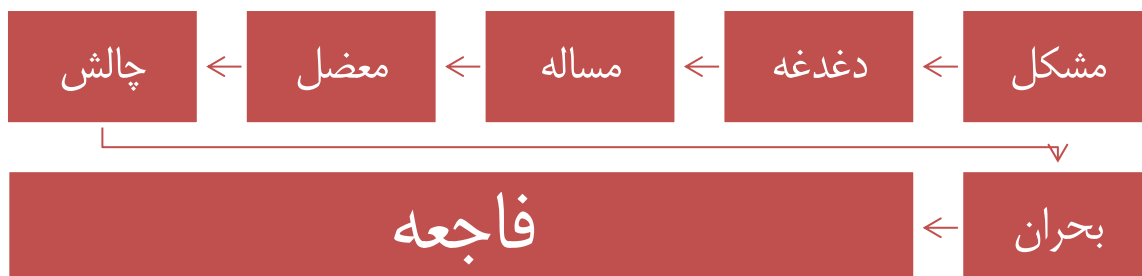 مشکل
دغدغه
مساله
معضل
چالش
بحران
فاجعه